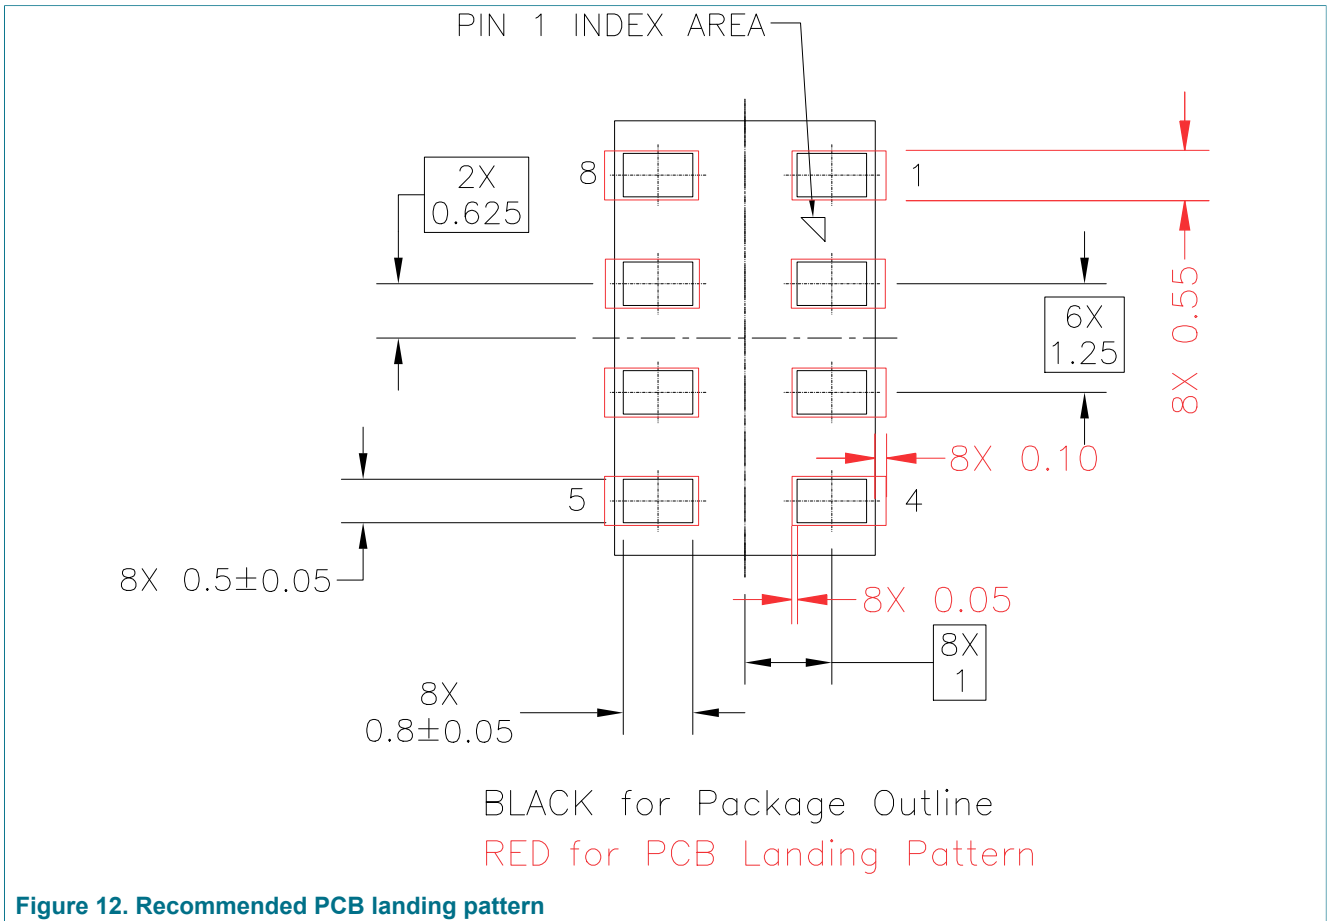 PIN 1 INDEX AREA
8
1
2X
0.625
8X 0.55
6X
1.25
8X 0.10
5
4
8X 0.5±0.05
8X 0.05
8X
1
8X
0.8±0.05
BLACK for Package Outline
RED for PCB Landing Pattern
Figure 12. Recommended PCB landing pattern